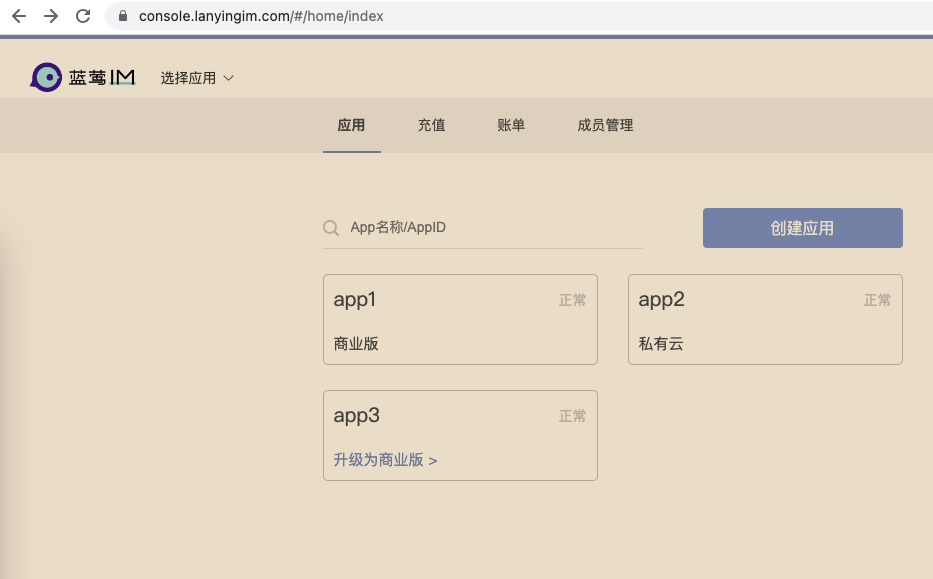 console.lanyingim.com/#/home/index
蓝莺IM 选择应用
应用 充值 账单 成员管理
App名称/AppID 创建应用
app1 正常
商业版
app2 正常
私有云
app3 正常
升级为商业版 >